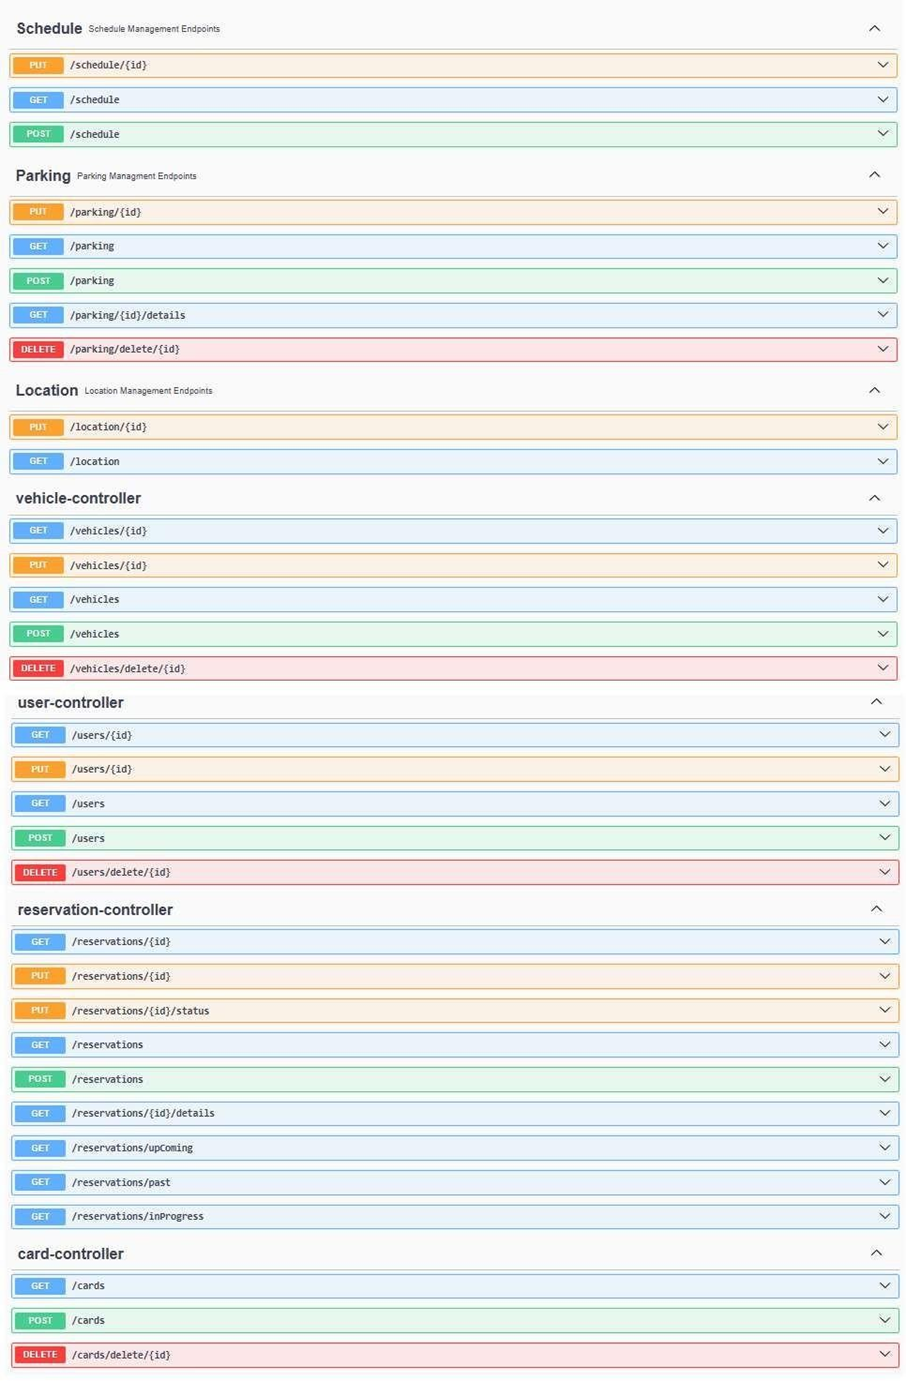 Schedule Schedule Management Endpoints
PUT /schedule/{id}
GET /schedule
POST /schedule
Parking Parking Managment Endpoints
PUT /parking/{id}
GET /parking
POST /parking
GET /parking/{id}/details
DELETE /parking/delete/{id}
Location Location Management Endpoints
PUT /location/{id}
GET /location
vehicle-controller
GET /vehicles/{id}
PUT /vehicles/{id}
GET /vehicles
POST /vehicles
DELETE /vehicles/delete/{id}
user-controller
GET /users/{id}
PUT /users/{id}
GET /users
POST /users
DELETE /users/delete/{id}
reservation-controller
GET /reservations/{id}
PUT /reservations/{id}
PUT /reservations/{id}/status
GET /reservations
POST /reservations
GET /reservations/{id}/details
GET /reservations/upComing
GET /reservations/past
GET /reservations/inProgress
card-controller
GET /cards
POST /cards
DELETE /cards/delete/{id}